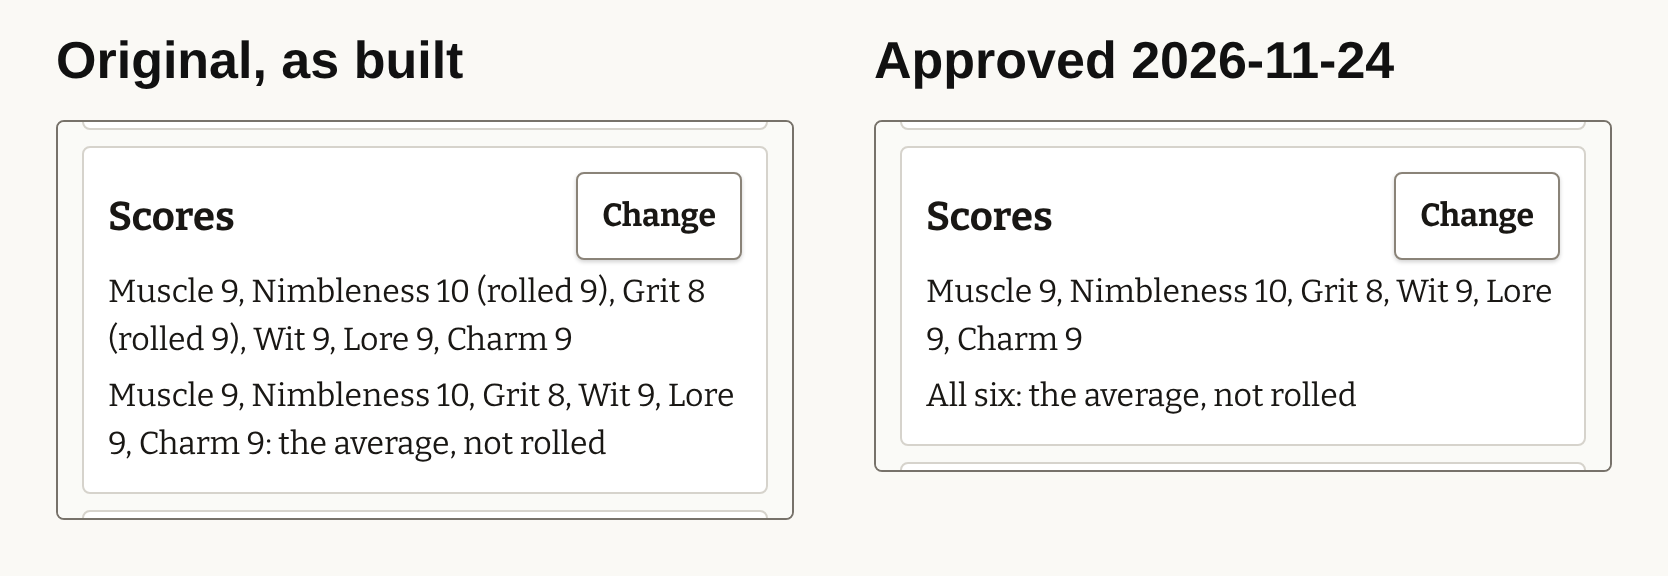 Original, as built
Scores
Change
Muscle 9, Nimbleness 10 (rolled 9), Grit 8
(rolled 9), Wit 9, Lore 9, Charm 9
Muscle 9, Nimbleness 10, Grit 8, Wit 9, Lore
9, Charm 9: the average, not rolled
Approved 2026-11-24
Scores
Change
Muscle 9, Nimbleness 10, Grit 8, Wit 9, Lore
9, Charm 9
All six: the average, not rolled